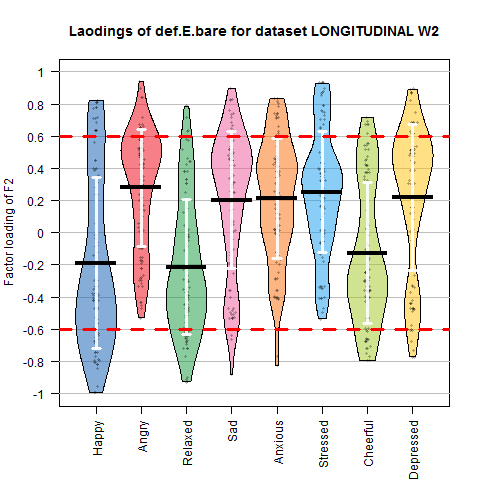 Laodings of def.E.bare for dataset LONGITUDINAL W2
Factor loading of F2
1
0.8
0.6
0.4
0.2
0
-0.2
-0.4
-0.6
-0.8
-1
Happy
Angry
Relaxed
Sad
Anxious
Stressed
Cheerful
Depressed